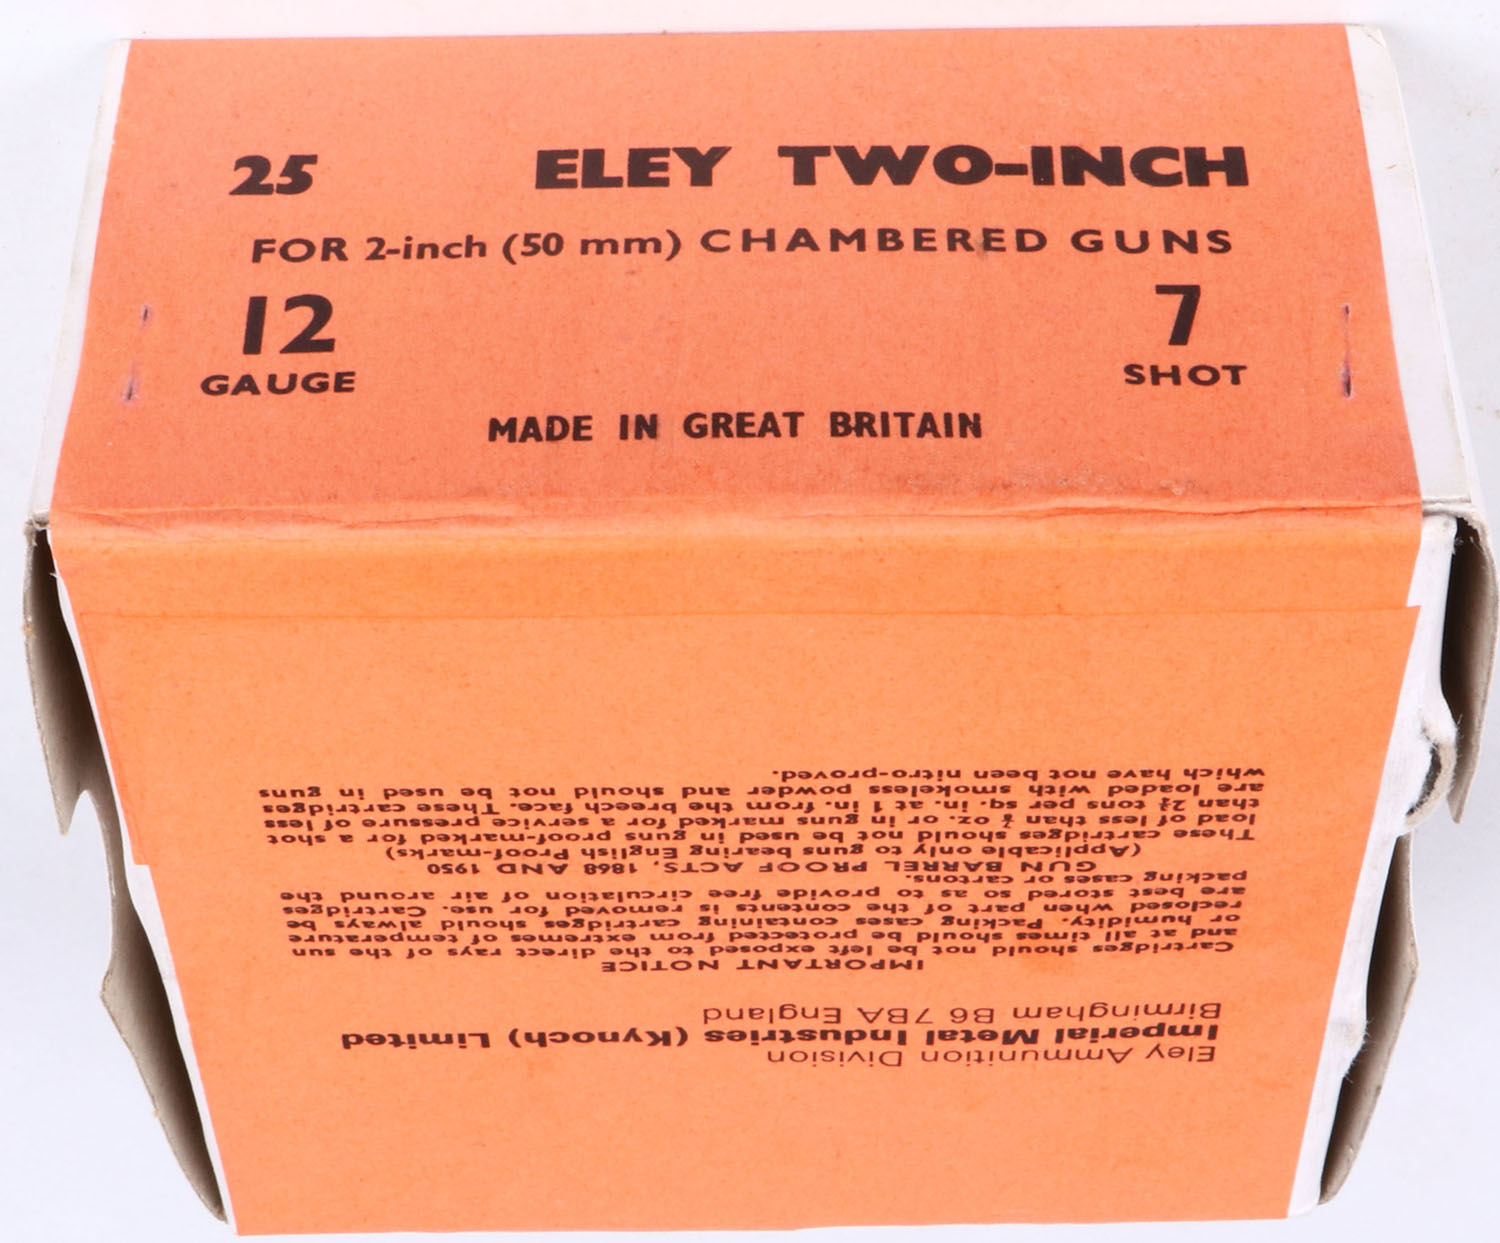 25 ELEY TWO-INCH
FOR 2-inch (50 mm) CHAMBERED GUNS
12 7
GAUGE SHOT
MADE IN GREAT BRITAIN
Eley Ammunition Division
Imperial Metal Industries (Kynoch) Limited
Birmingham B6 7BA England
IMPORTANT NOTICE
Cartridges should not be left exposed to the direct rays of the sun
and at all times should be protected from extremes of temperature
or humidity. Packing cases containing cartridges should always be
reclosed when part of the contents is removed for use. Cartridges
are best stored so as to provide free circulation of air around the
packing cases or cartons.
GUN BARREL PROOF ACTS, 1868 AND 1950
(Applicable only to guns bearing English Proof-marks)
These cartridges should not be used in guns proof-marked for a shot
load of less than ⅞ oz. or in guns marked for a service pressure of less
than 2½ tons per sq. in. at 1 in. from the breech face. These cartridges
are loaded with smokeless powder and should not be used in guns
which have not been nitro-proved.